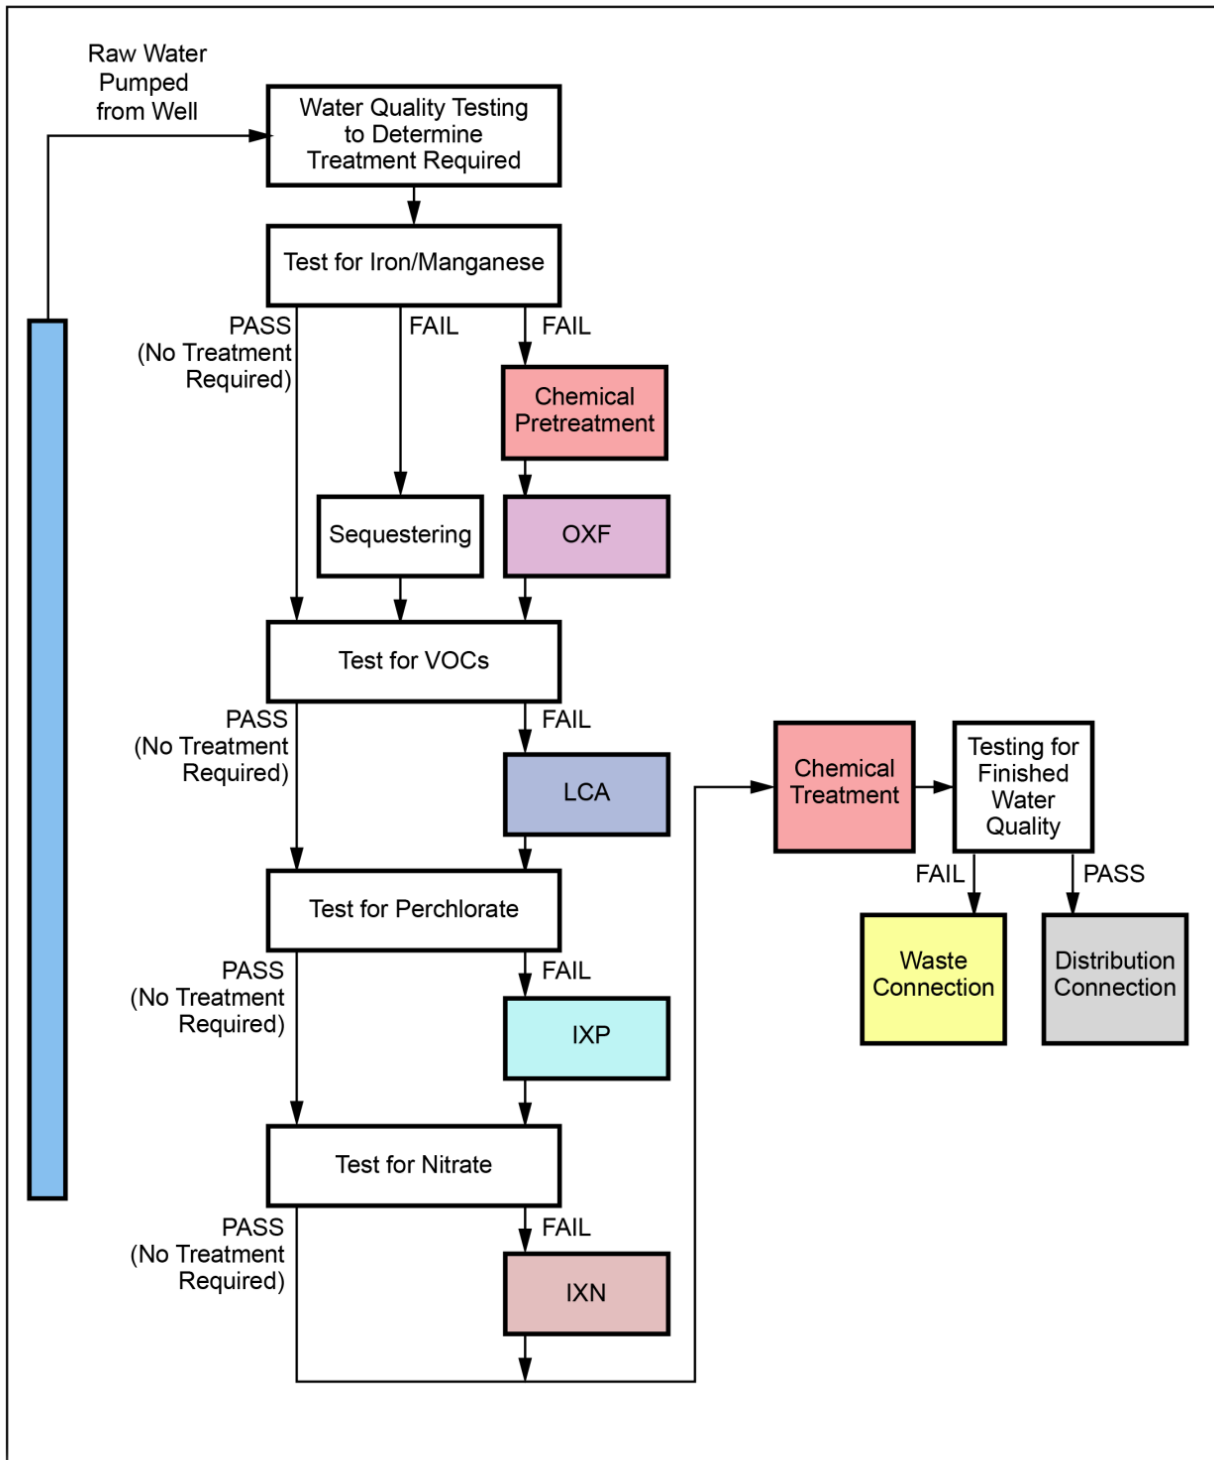 Raw Water
Pumped
from Well
Water Quality Testing
to Determine
Treatment Required
Test for Iron/Manganese
PASS
(No Treatment
Required)
FAIL
FAIL
Chemical
Pretreatment
Sequestering
OXF
Test for VOCs
PASS
(No Treatment
Required)
FAIL
LCA
Test for Perchlorate
PASS
(No Treatment
Required)
FAIL
IXP
Test for Nitrate
PASS
(No Treatment
Required)
FAIL
IXN
Chemical
Treatment
Testing for
Finished
Water
Quality
FAIL
PASS
Waste
Connection
Distribution
Connection